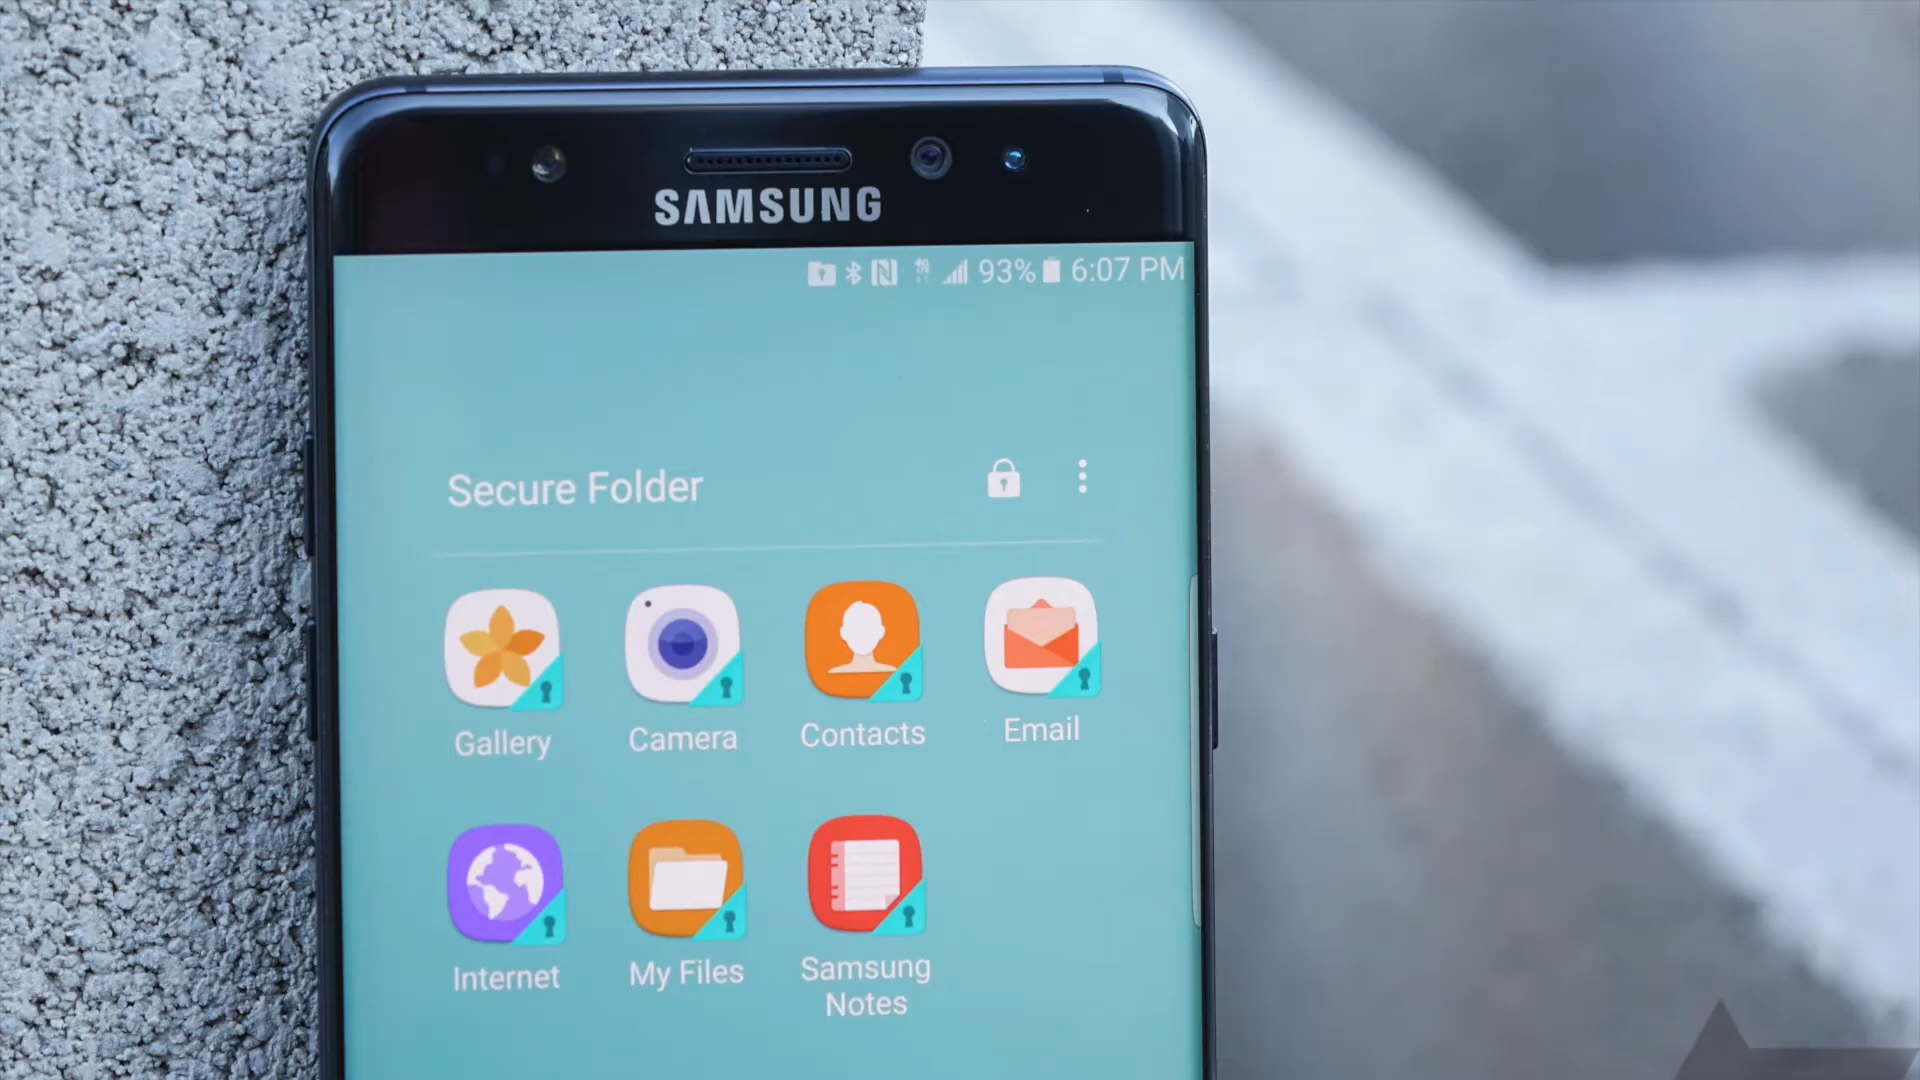 SAMSUNG
93% 6:07 PM
Secure Folder
Gallery Camera Contacts Email
Internet My Files Samsung Notes